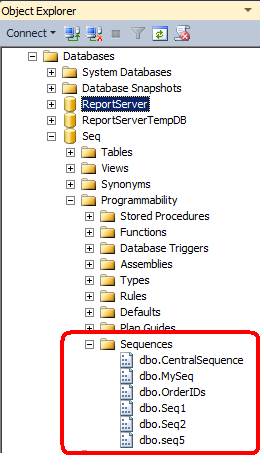 Object Explorer
Connect
Databases
System Databases
Database Snapshots
ReportServer
ReportServerTempDB
Seq
Tables
Views
Synonyms
Programmability
Stored Procedures
Functions
Database Triggers
Assemblies
Types
Rules
Defaults
Plan Guides
Sequences
dbo.CentralSequence
dbo.MySeq
dbo.OrderIDs
dbo.Seq1
dbo.Seq2
dbo.seq5